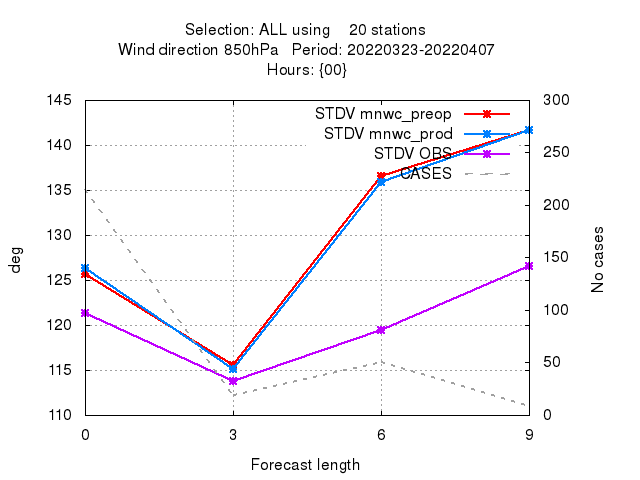 Selection: ALL using 20 stations
Wind direction 850hPa Period: 20220323-20220407
Hours: {00}
145 300
STDV mnwc_preop
STDV mnwc_prod
140
250
STDV OBS
CASES
135
200
130
deg
125
150
No cases
120
100
115
50
110 0
0 3 6 9
Forecast length